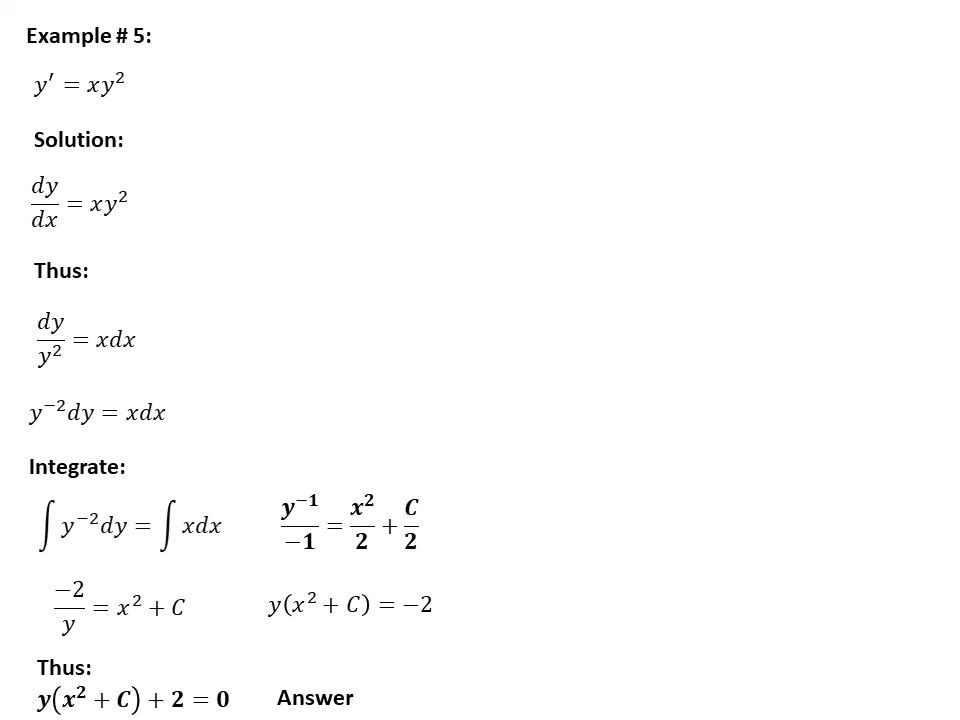 Example # 5:
y′ = xy²
Solution:
dy/dx = xy²
Thus:
dy/y² = xdx
y⁻²dy = xdx
Integrate:
∫ y⁻²dy = ∫ xdx    y⁻¹/−1 = x²/2 + C/2
−2/y = x² + C    y(x² + C) = −2
Thus:
y(x² + C) + 2 = 0    Answer